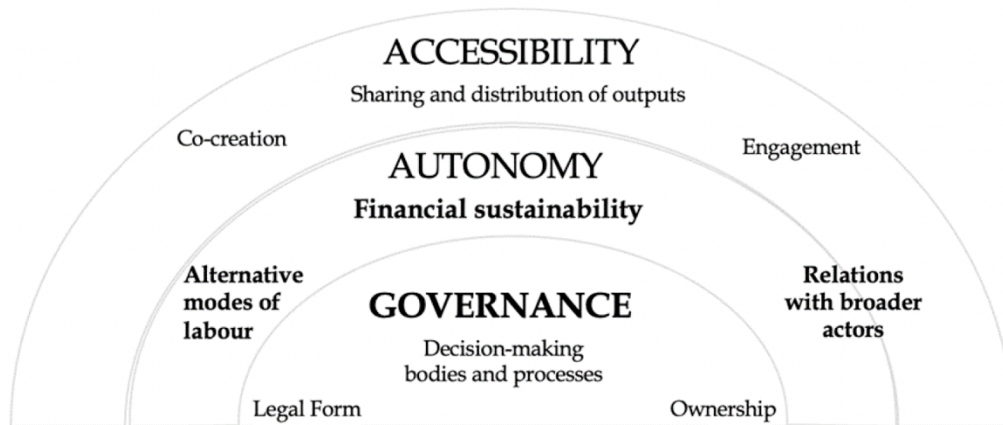 ACCESSIBILITY
Sharing and distribution of outputs
Co-creation
Engagement
AUTONOMY
Financial sustainability
Alternative
modes of
labour
Relations
with broader
actors
GOVERNANCE
Decision-making
bodies and processes
Legal Form
Ownership